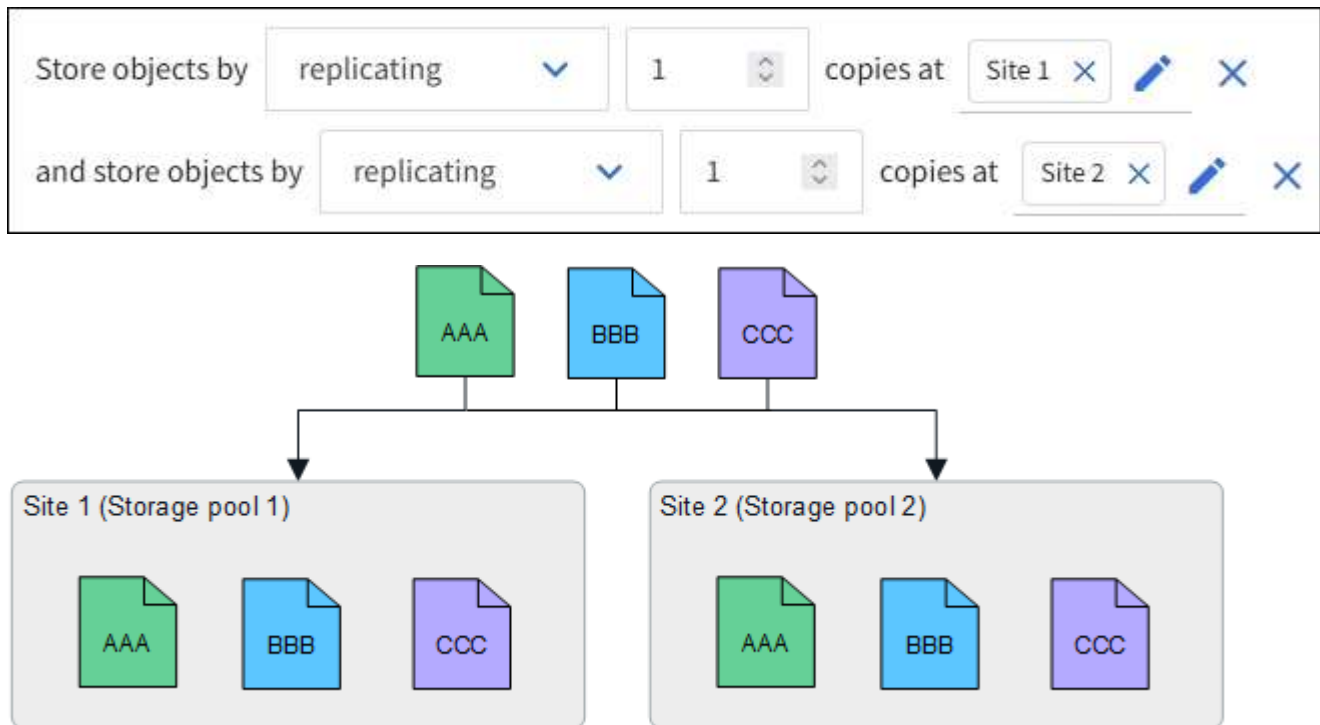 Store objects by replicating 1 copies at Site 1
and store objects by replicating 1 copies at Site 2
AAA BBB CCC
Site 1 (Storage pool 1)
AAA BBB CCC
Site 2 (Storage pool 2)
AAA BBB CCC